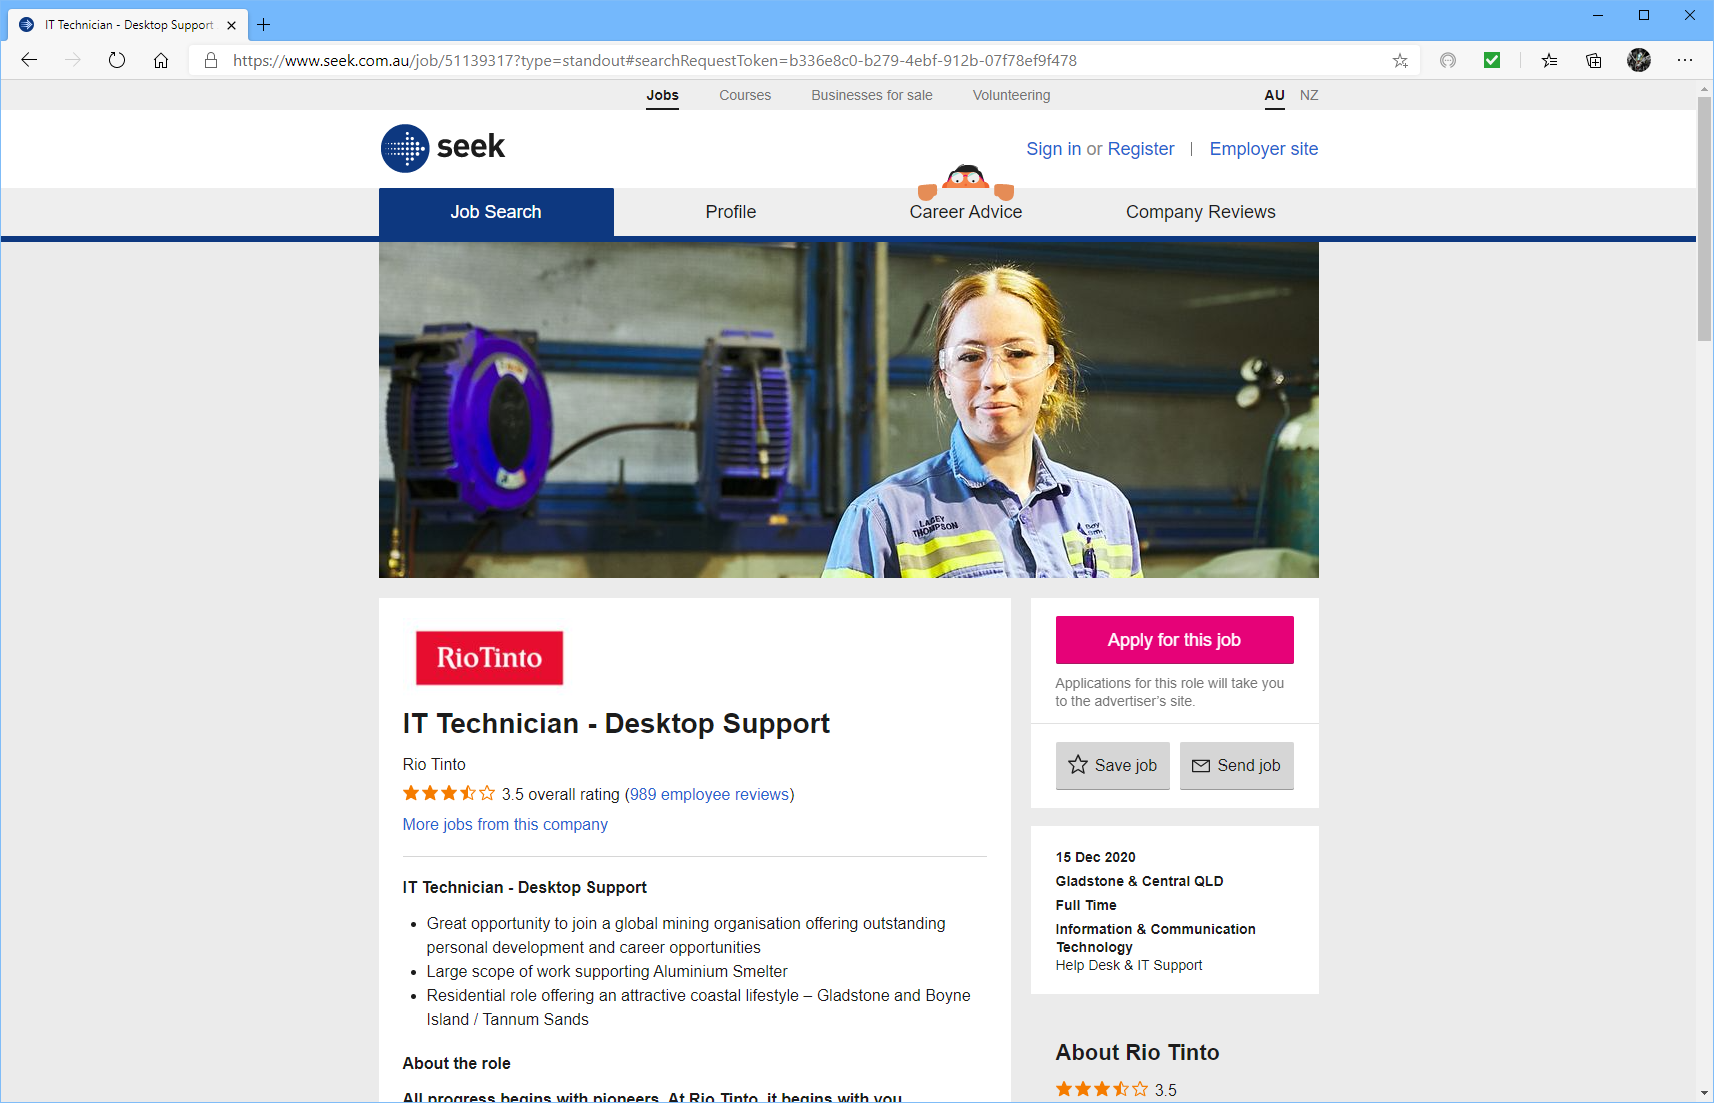 IT Technician - Desktop Support
https://www.seek.com.au/job/51139317?type=standout#searchRequestToken=b336e8c0-b279-4ebf-912b-07f78ef9f478
Jobs Courses Businesses for sale Volunteering AU NZ
seek
Sign in or Register | Employer site
Job Search Profile Career Advice Company Reviews
LACEY
THOMPSON
RioTinto
IT Technician - Desktop Support
Rio Tinto
3.5 overall rating (989 employee reviews)
More jobs from this company
IT Technician - Desktop Support
• Great opportunity to join a global mining organisation offering outstanding
personal development and career opportunities
• Large scope of work supporting Aluminium Smelter
• Residential role offering an attractive coastal lifestyle – Gladstone and Boyne
Island / Tannum Sands
About the role
All progress begins with pioneers. At Rio Tinto, it begins with you.
Apply for this job
Applications for this role will take you
to the advertiser's site.
Save job Send job
15 Dec 2020
Gladstone & Central QLD
Full Time
Information & Communication
Technology
Help Desk & IT Support
About Rio Tinto
3.5